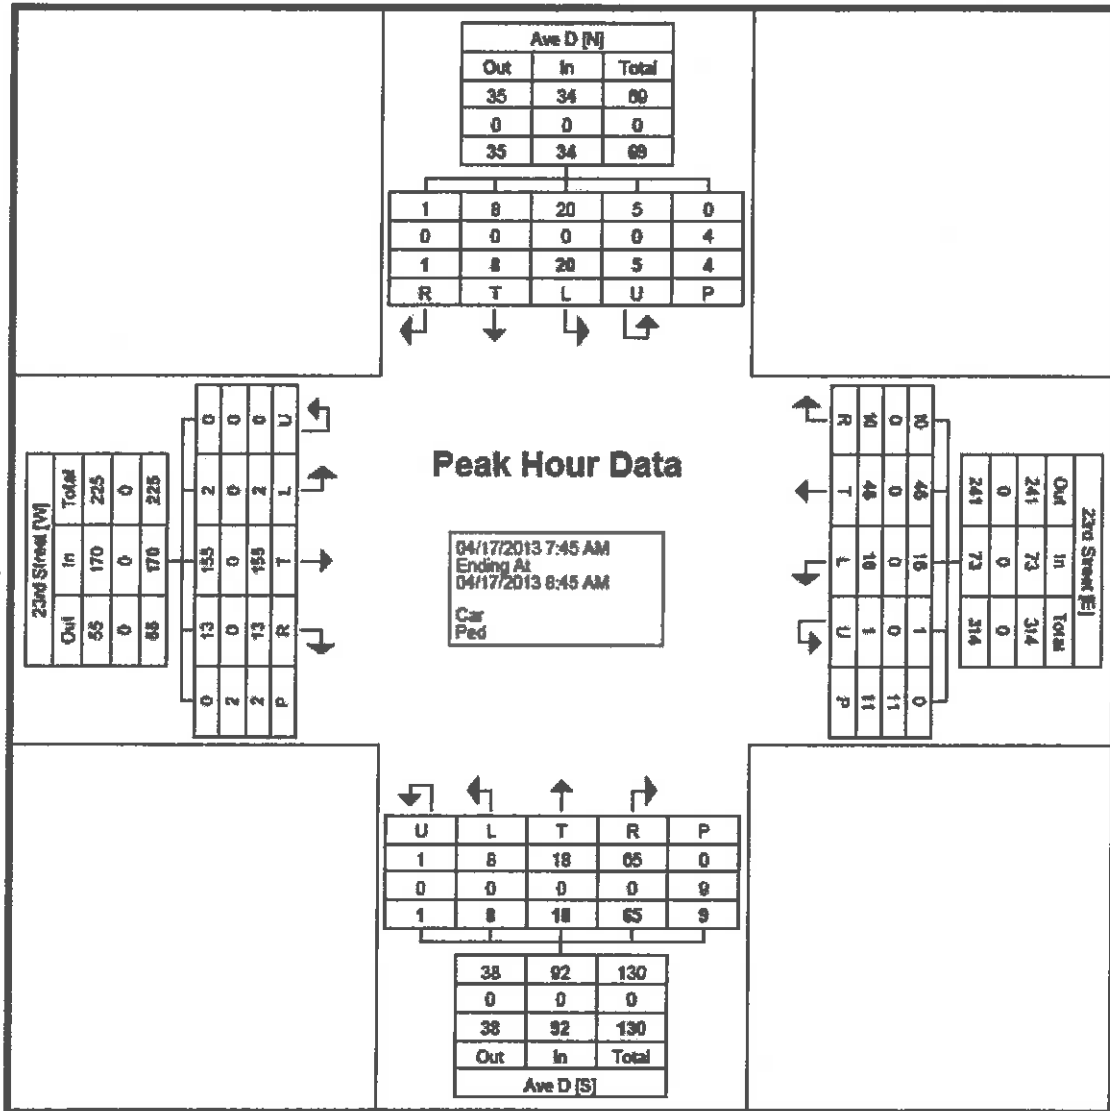 Ave D [N]
Out In Total
35 34 69
0 0 0
35 34 69
1 8 20 5 0
0 0 0 0 4
1 8 20 5 4
R T L U P
23rd Street [W]
Out In Total
55 170 225
0 0 0
55 170 225
0 13 155 2 0
2 0 0 0 0
2 13 155 2 0
P R T L U
Peak Hour Data
04/17/2013 7:45 AM
Ending At
04/17/2013 8:45 AM
Car
Ped
23rd Street [E]
Out In Total
241 73 314
0 0 0
241 73 314
10 46 16 1 0
0 0 0 0 11
10 46 16 1 11
R T L U P
U L T R P
1 8 18 65 0
0 0 0 0 9
1 8 18 65 9
38 92 130
0 0 0
38 92 130
Out In Total
Ave D [S]